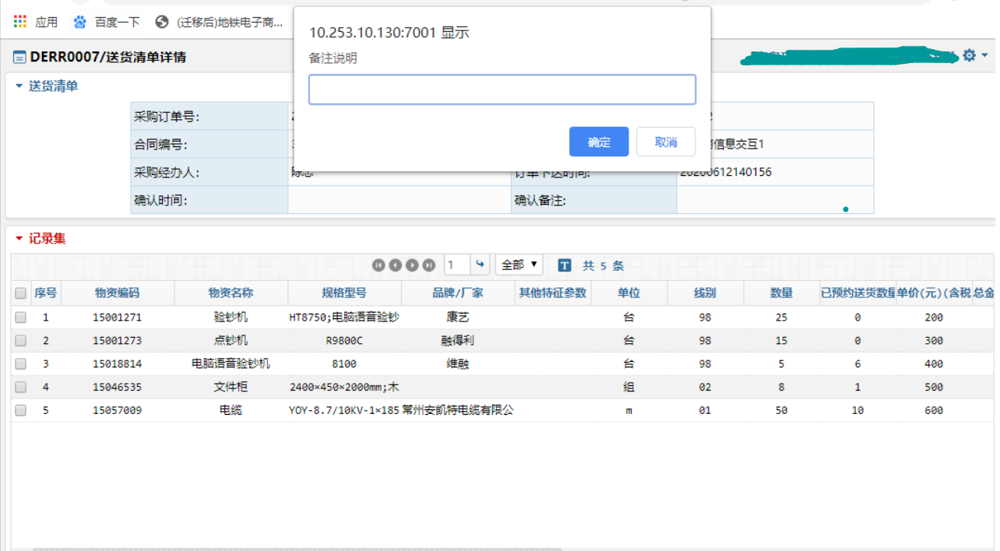 应用 百度一下 (迁移后)地铁电子商...
10.253.10.130:7001 显示
备注说明
确定 取消
DERR0007/送货清单详情
送货清单
采购订单号:
合同编号: 信息交互1
采购经办人: 订单下达时间: 20200612140156
确认时间: 确认备注:
记录集
1 全部 T 共 5 条
序号 物资编码 物资名称 规格型号 品牌/厂家 其他特征参数 单位 线别 数量 已预约送货数量 单价(元)(含税 总金
1 15001271 验钞机 HT8750;电脑语音验钞 康艺 台 98 25 0 200
2 15001273 点钞机 R9800C 融得利 台 98 15 0 300
3 15018814 电脑语音验钞机 8100 维融 台 98 5 6 400
4 15046535 文件柜 2400×450×2000mm;木 组 02 8 1 500
5 15057009 电缆 YOY-8.7/10KV-1×185 常州安凯特电缆有限公 m 01 50 10 600